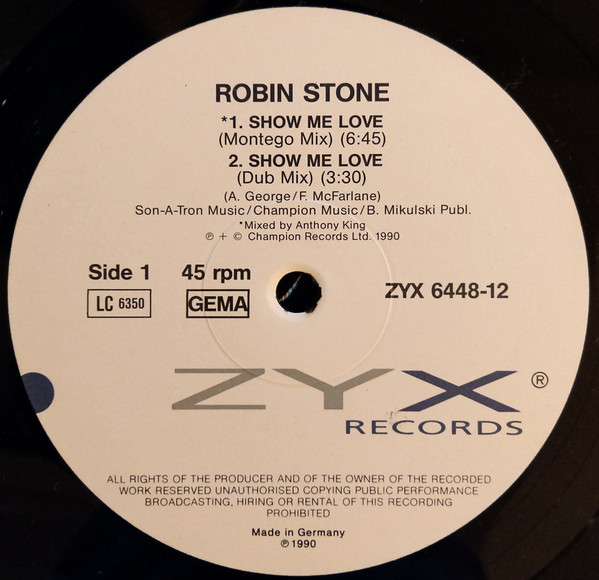 ROBIN STONE
*1. SHOW ME LOVE
(Montego Mix) (6:45)
2. SHOW ME LOVE
(Dub Mix) (3:30)
(A. George/F. McFarlane)
Son-A-Tron Music/Champion Music/B. Mikulski Publ.
*Mixed by Anthony King
℗ + © Champion Records Ltd. 1990
Side 1 45 rpm
LC 6350 GEMA
ZYX 6448-12
ZYX ®
RECORDS
ALL RIGHTS OF THE PRODUCER AND OF THE OWNER OF THE RECORDED
WORK RESERVED UNAUTHORISED COPYING PUBLIC PERFORMANCE
BROADCASTING, HIRING OR RENTAL OF THIS RECORDING
PROHIBITED
Made in Germany
℗ 1990